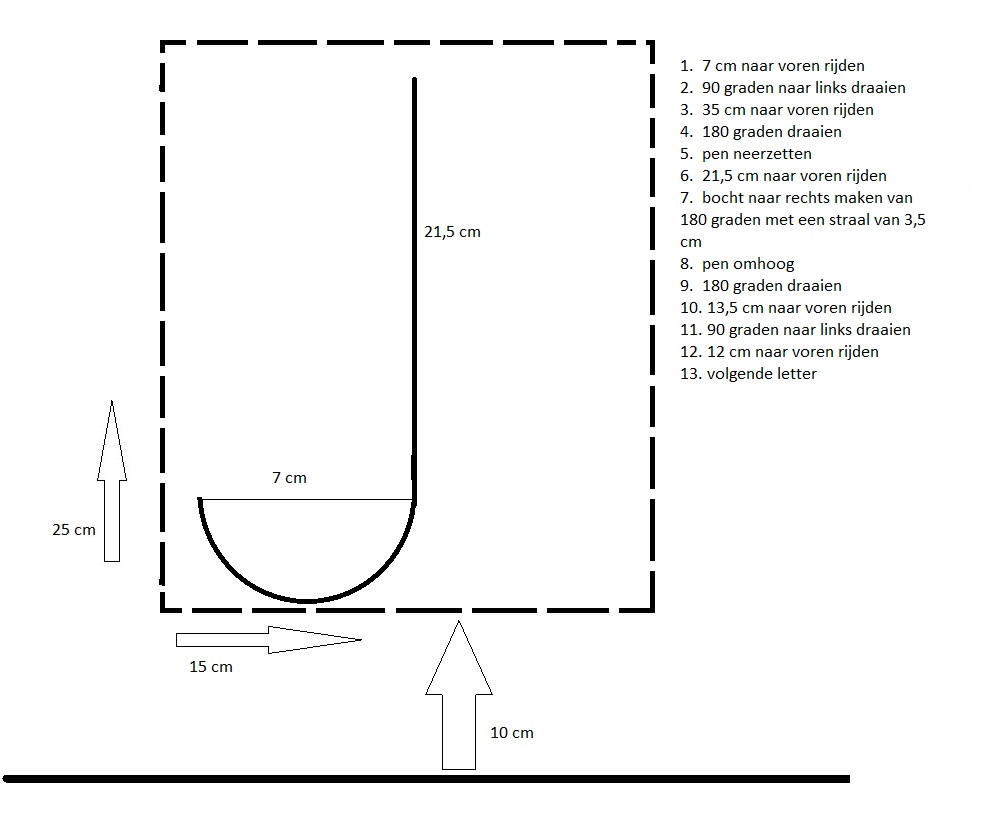 1.  7 cm naar voren rijden
2.  90 graden naar links draaien
3.  35 cm naar voren rijden
4.  180 graden draaien
5.  pen neerzetten
6.  21,5 cm naar voren rijden
7.  bocht naar rechts maken van
180 graden met een straal van 3,5
cm
8.  pen omhoog
9.  180 graden draaien
10. 13,5 cm naar voren rijden
11. 90 graden naar links draaien
12. 12 cm naar voren rijden
13. volgende letter
21,5 cm
7 cm
25 cm
15 cm
10 cm